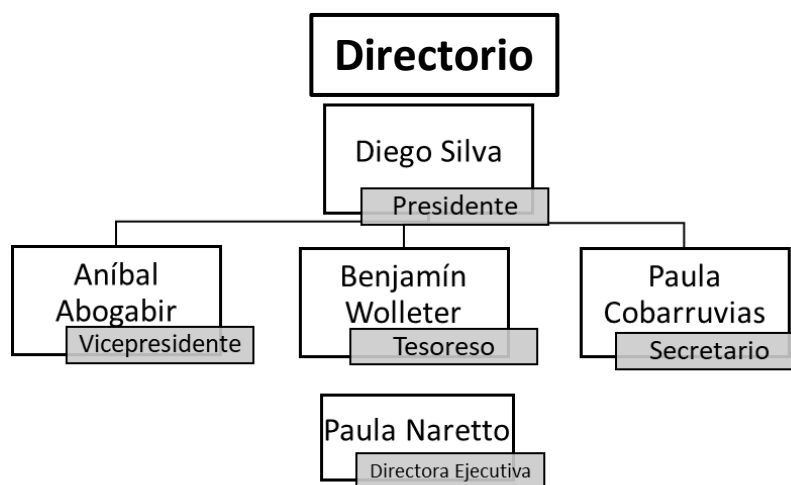 Directorio
Diego Silva
Presidente
Aníbal
Abogabir
Vicepresidente
Benjamín
Wolleter
Tesoreso
Paula
Cobarruvias
Secretario
Paula Naretto
Directora Ejecutiva